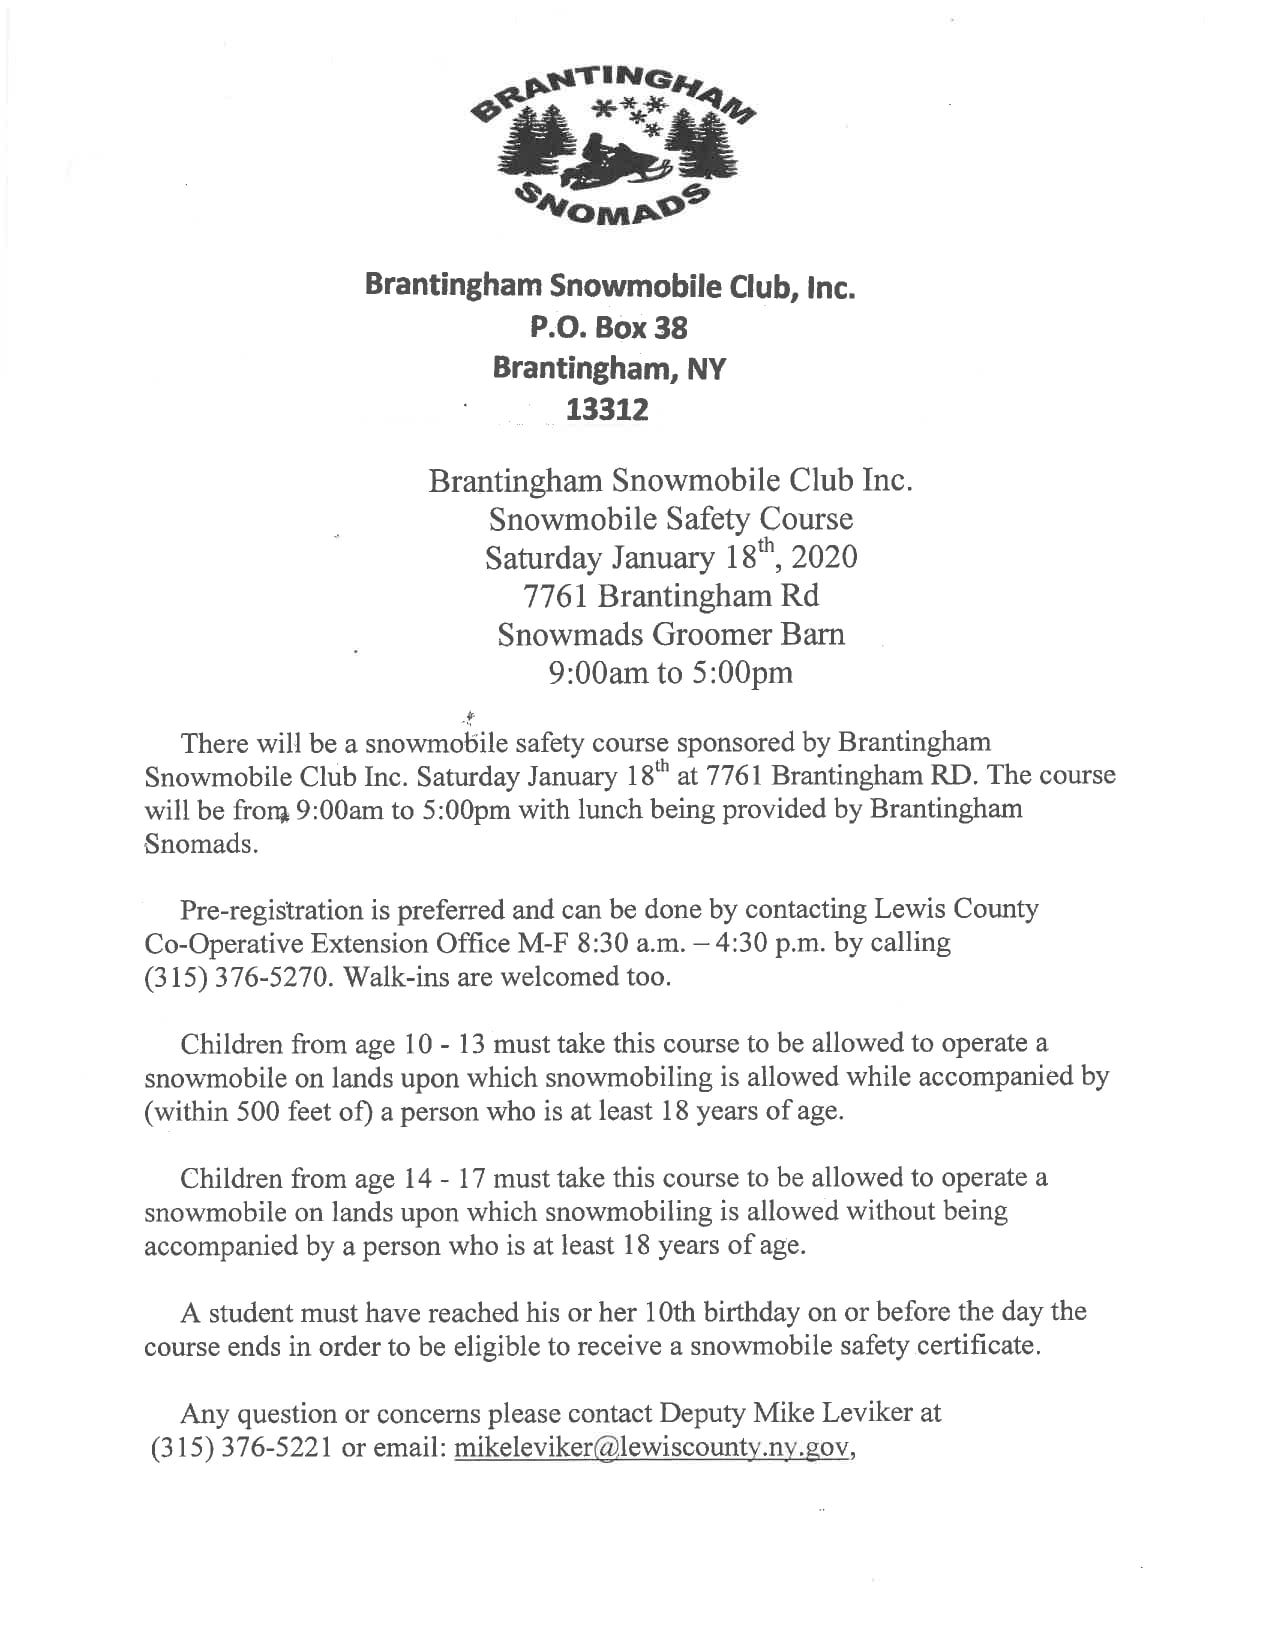 BRANTINGHAM
SNOMADS
Brantingham Snowmobile Club, Inc.
P.O. Box 38
Brantingham, NY
13312
Brantingham Snowmobile Club Inc.
Snowmobile Safety Course
Saturday January 18th, 2020
7761 Brantingham Rd
Snowmads Groomer Barn
9:00am to 5:00pm
There will be a snowmobile safety course sponsored by Brantingham
Snowmobile Club Inc. Saturday January 18th at 7761 Brantingham RD. The course
will be from 9:00am to 5:00pm with lunch being provided by Brantingham
Snomads.
Pre-registration is preferred and can be done by contacting Lewis County
Co-Operative Extension Office M-F 8:30 a.m. – 4:30 p.m. by calling
(315) 376-5270. Walk-ins are welcomed too.
Children from age 10 - 13 must take this course to be allowed to operate a
snowmobile on lands upon which snowmobiling is allowed while accompanied by
(within 500 feet of) a person who is at least 18 years of age.
Children from age 14 - 17 must take this course to be allowed to operate a
snowmobile on lands upon which snowmobiling is allowed without being
accompanied by a person who is at least 18 years of age.
A student must have reached his or her 10th birthday on or before the day the
course ends in order to be eligible to receive a snowmobile safety certificate.
Any question or concerns please contact Deputy Mike Leviker at
(315) 376-5221 or email: mikeleviker@lewiscounty.ny.gov,